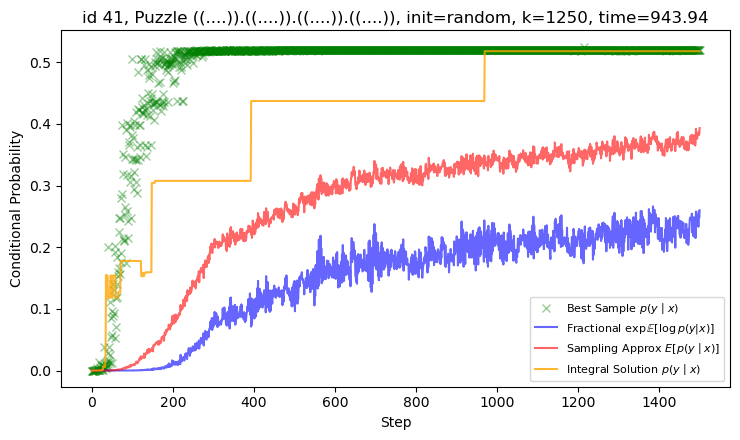 id 41, Puzzle ((....)).((....)).((....)).((....)), init=random, k=1250, time=943.94
Conditional Probability
0.5
0.4
0.3
0.2
0.1
0.0
Best Sample p(y | x)
Fractional exp𝔼[log p(y|x)]
Sampling Approx E[p(y | x)]
Integral Solution p(y | x)
0 200 400 600 800 1000 1200 1400
Step